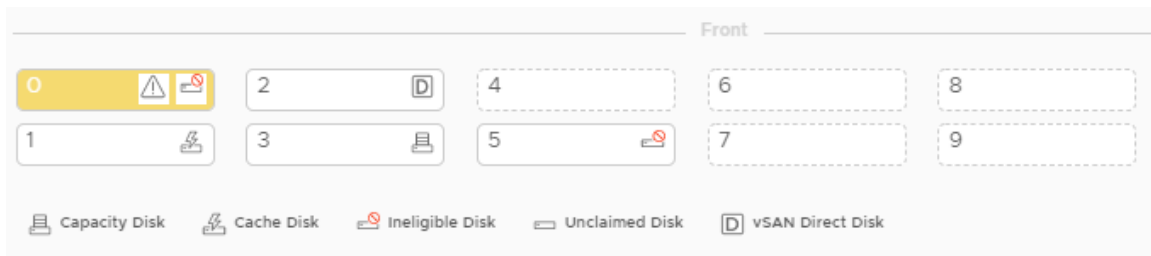 Front
0 2 D 4 6 8
1 3 5 7 9
Capacity Disk Cache Disk Ineligible Disk Unclaimed Disk D vSAN Direct Disk